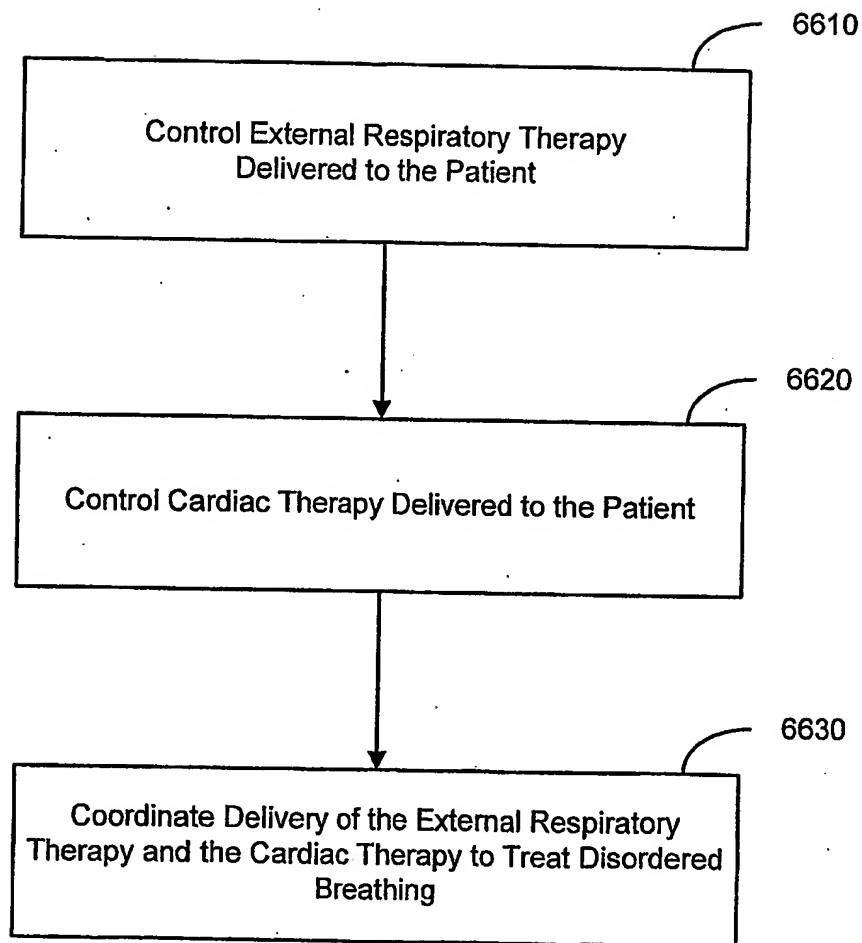 6610
Control External Respiratory Therapy
Delivered to the Patient
6620
Control Cardiac Therapy Delivered to the Patient
6630
Coordinate Delivery of the External Respiratory
Therapy and the Cardiac Therapy to Treat Disordered
Breathing